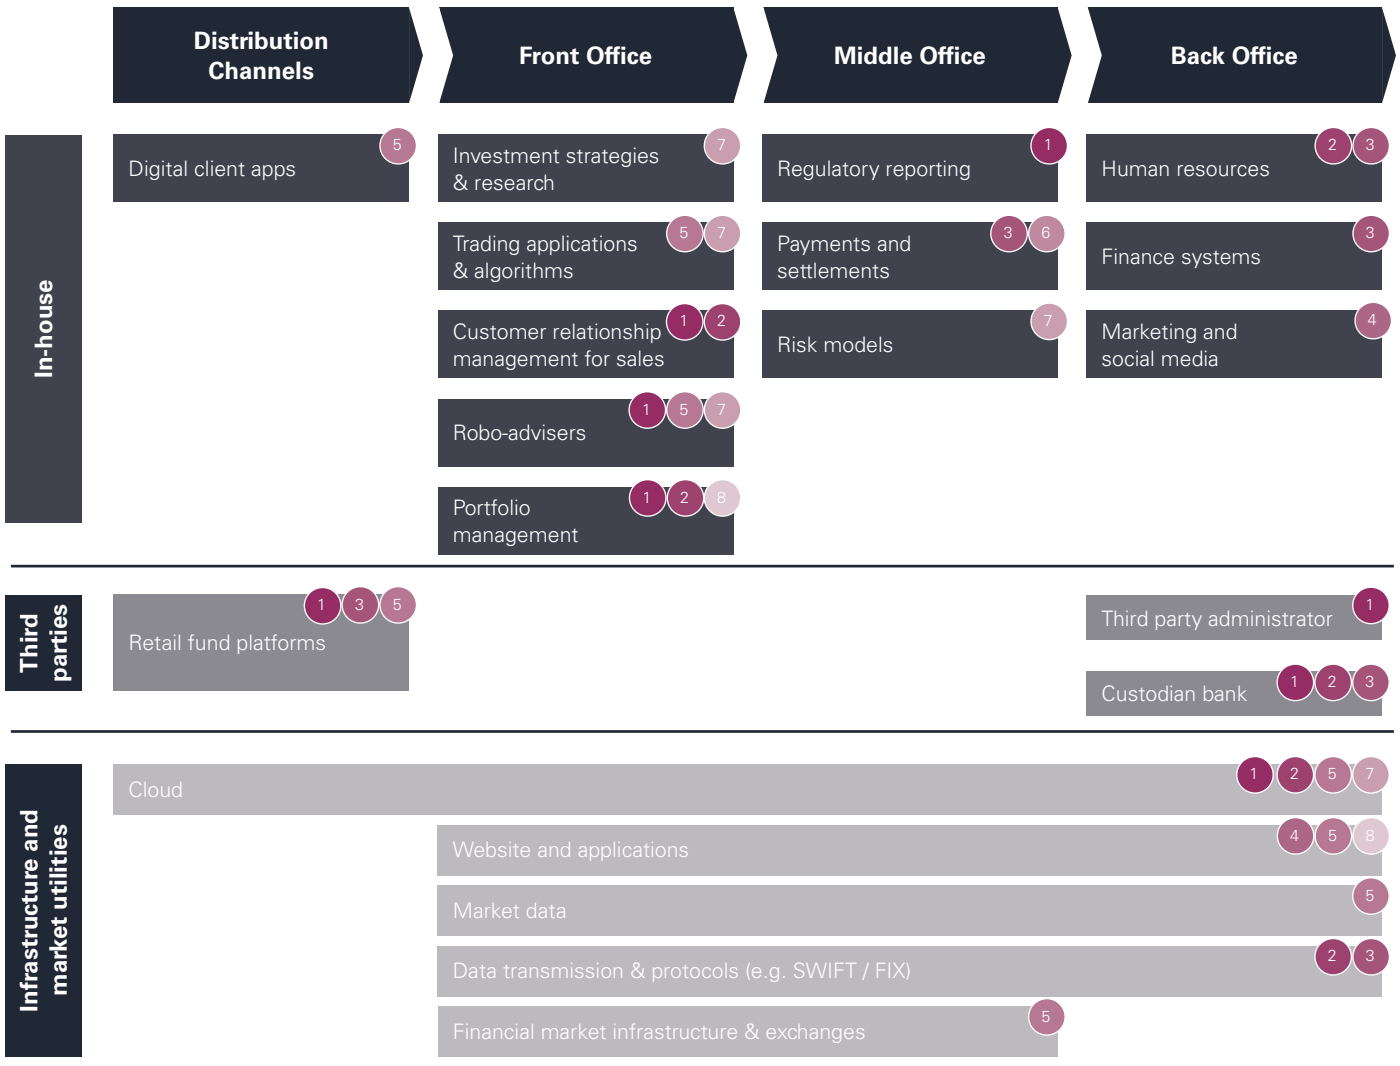 Distribution
Channels
Front Office
Middle Office
Back Office
In-house
Digital client apps
5
Investment strategies
& research
7
Regulatory reporting
1
Human resources
2 3
Trading applications
& algorithms
5 7
Payments and
settlements
3 6
Finance systems
3
Customer relationship
management for sales
1 2
Risk models
7
Marketing and
social media
4
Robo-advisers
1 5 7
Portfolio
management
1 2 8
Third
parties
Retail fund platforms
1 3 5
Third party administrator
1
Custodian bank
1 2 3
Infrastructure and
market utilities
Cloud
1 2 5 7
Website and applications
4 5 8
Market data
5
Data transmission & protocols (e.g. SWIFT / FIX)
2 3
Financial market infrastructure & exchanges
5